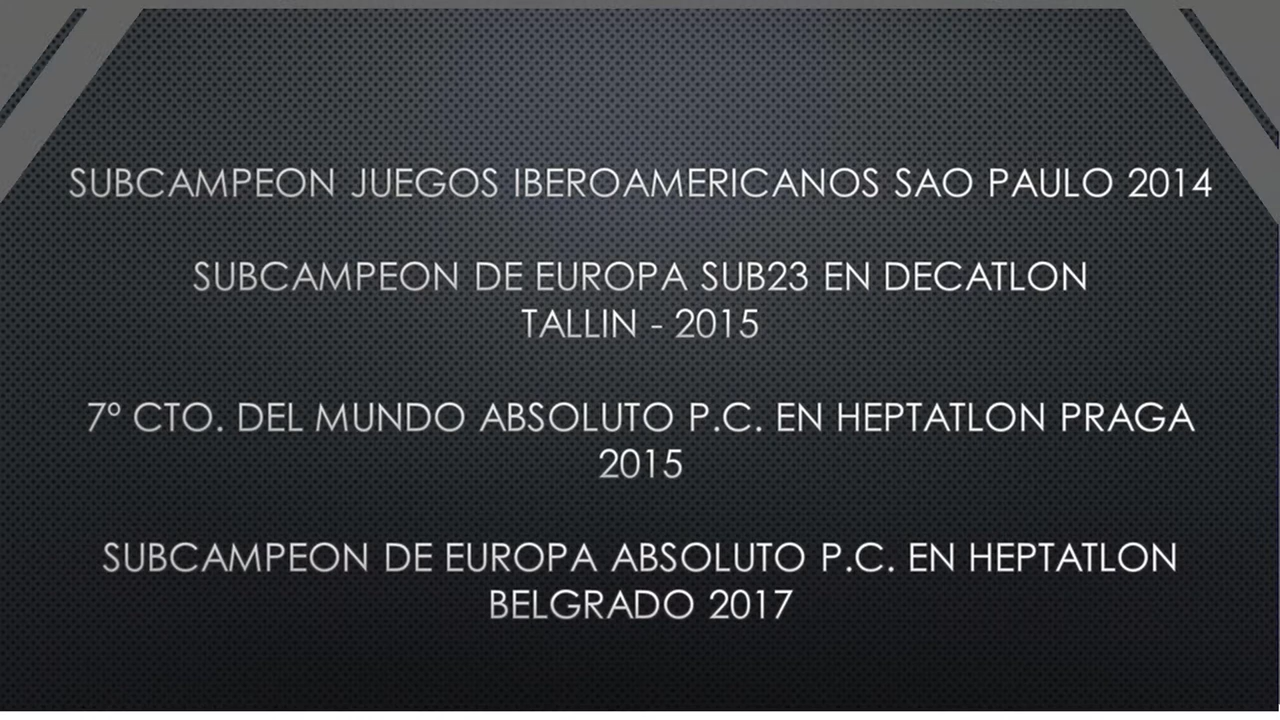 SUBCAMPEON JUEGOS IBEROAMERICANOS SAO PAULO 2014
SUBCAMPEON DE EUROPA SUB23 EN DECATLON
TALLIN - 2015
7º CTO. DEL MUNDO ABSOLUTO P.C. EN HEPTATLON PRAGA
2015
SUBCAMPEON DE EUROPA ABSOLUTO P.C. EN HEPTATLON
BELGRADO 2017